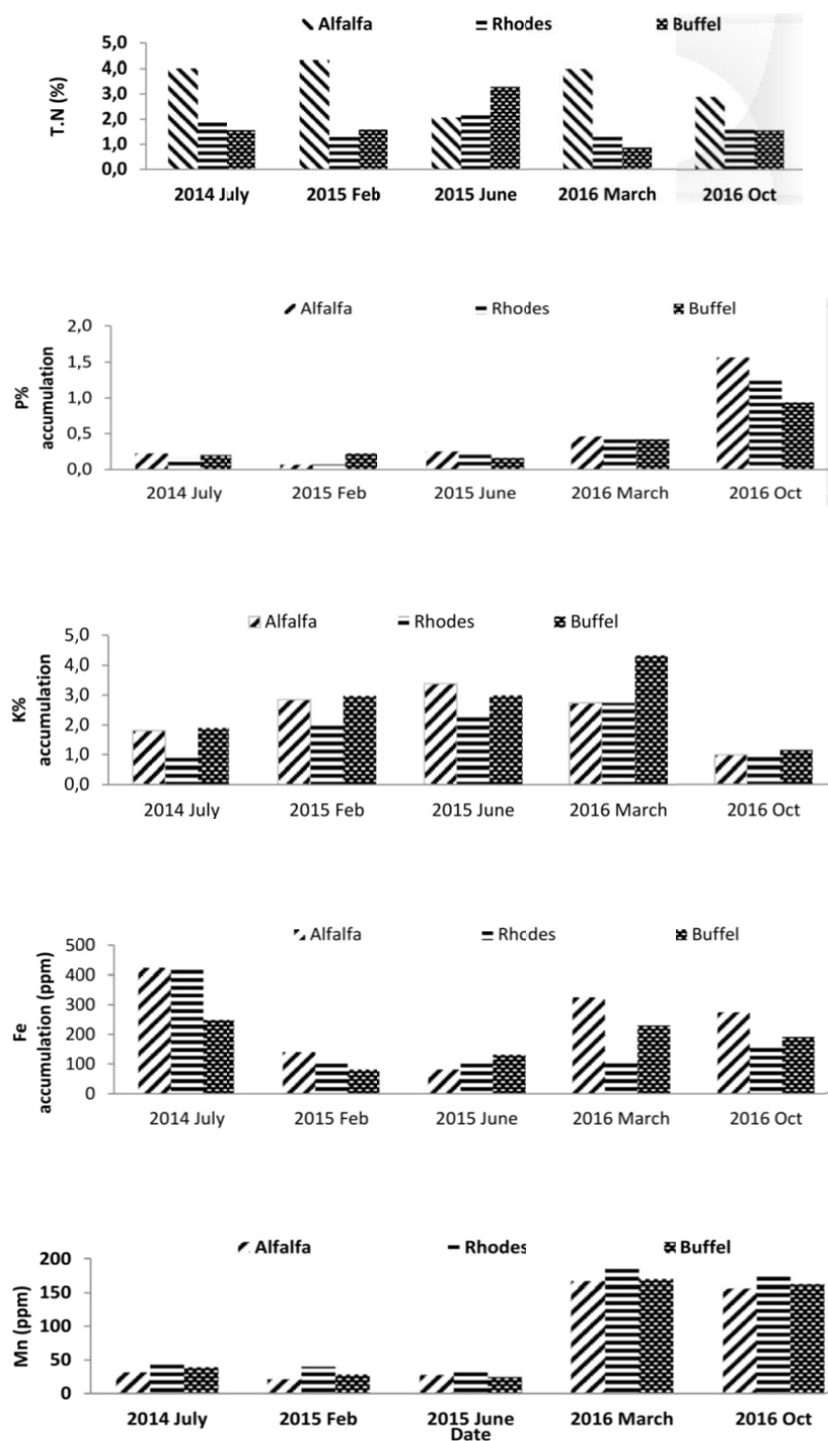 Alfalfa Rhodes Buffel
T.N (%)
5,0
4,0
3,0
2,0
1,0
0,0
2014 July 2015 Feb 2015 June 2016 March 2016 Oct
Alfalfa Rhodes Buffel
P%
accumulation
2,0
1,5
1,0
0,5
0,0
2014 July 2015 Feb 2015 June 2016 March 2016 Oct
Alfalfa Rhodes Buffel
K%
accumulation
5,0
4,0
3,0
2,0
1,0
0,0
2014 July 2015 Feb 2015 June 2016 March 2016 Oct
Alfalfa Rhodes Buffel
Fe
accumulation (ppm)
500
400
300
200
100
0
2014 July 2015 Feb 2015 June 2016 March 2016 Oct
Alfalfa Rhodes Buffel
Mn (ppm)
200
150
100
50
0
2014 July 2015 Feb 2015 June 2016 March 2016 Oct
Date